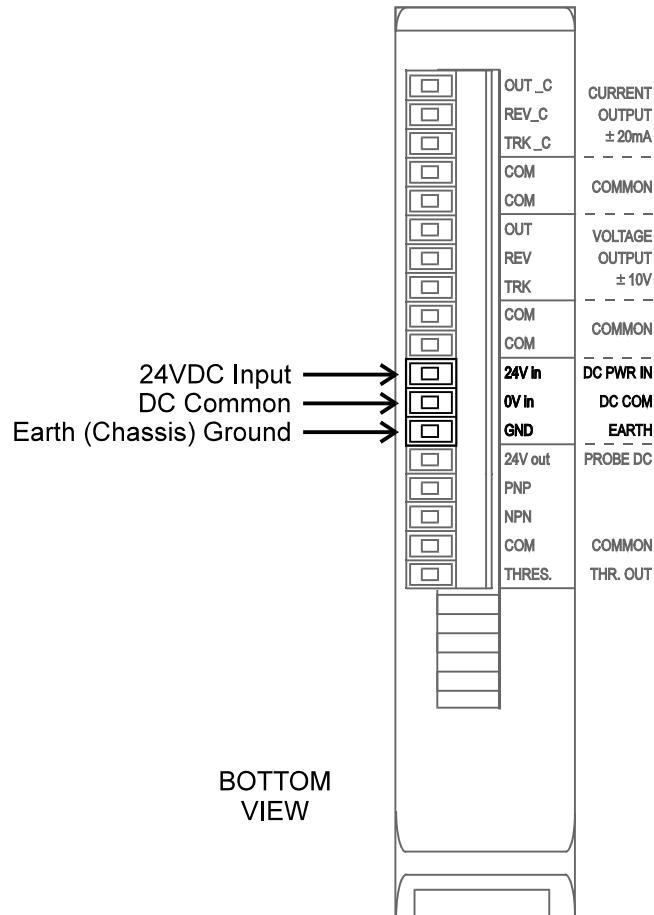 OUT _C
CURRENT
REV_C
OUTPUT
TRK _C
± 20mA
COM
COMMON
COM
OUT
VOLTAGE
REV
OUTPUT
TRK
± 10V
COM
COMMON
COM
24VDC Input 24V in DC PWR IN
DC Common 0V in DC COM
Earth (Chassis) Ground GND EARTH
24V out PROBE DC
PNP
NPN
COM COMMON
THRES. THR. OUT
BOTTOM
VIEW